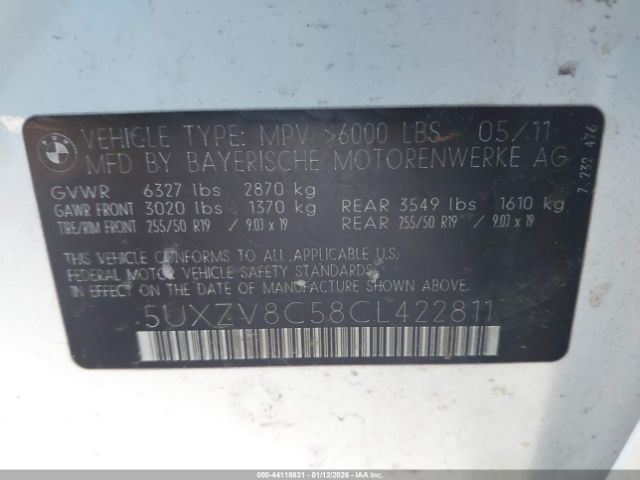 BMW
VEHICLE TYPE: MPV >6000 LBS 05/11
MFD BY BAYERISCHE MOTORENWERKE AG
GVWR 6327 lbs 2870 kg
GAWR FRONT 3020 lbs 1370 kg REAR 3549 lbs 1610 kg
TIRE/RIM FRONT 255/50 R19 / 9.0J x 19 REAR 255/50 R19 / 9.0J x 19
THIS VEHICLE CONFORMS TO ALL APPLICABLE U.S.
FEDERAL MOTOR VEHICLE SAFETY STANDARDS
IN EFFECT ON THE DATE OF MANUFACTURE SHOWN ABOVE.
5UXZV8C58CL422811
7 232 476
000-44118831 - 01/12/2026 - IAA Inc.